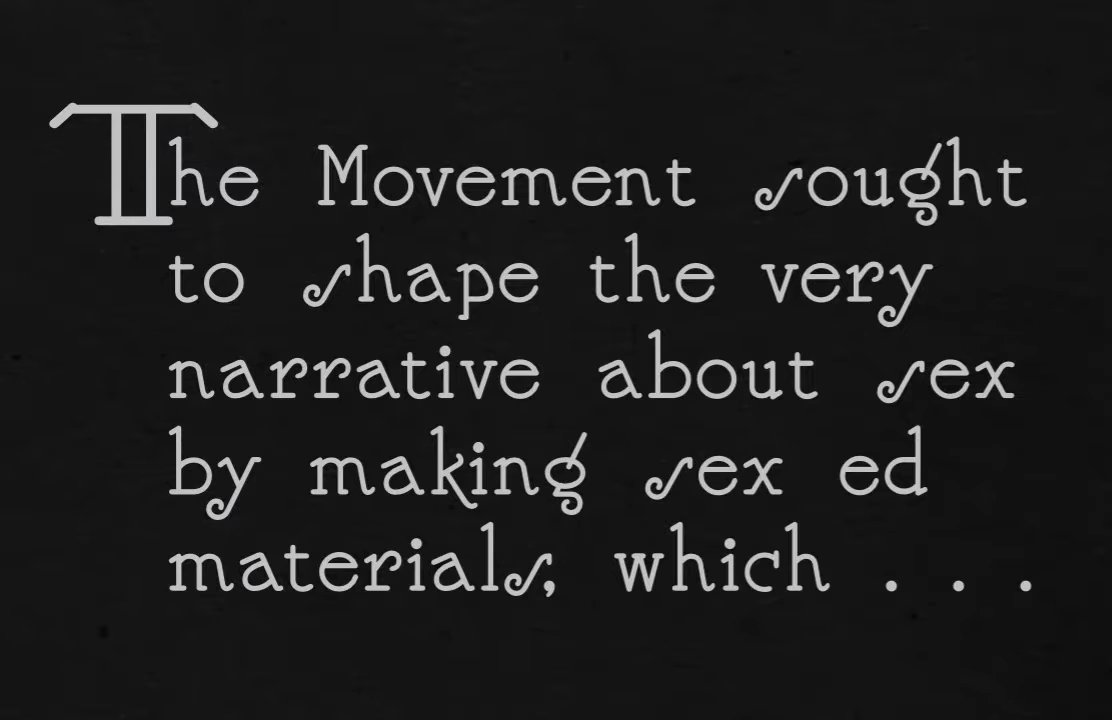 The Movement sought
to shape the very
narrative about sex
by making sex ed
materials, which . . .